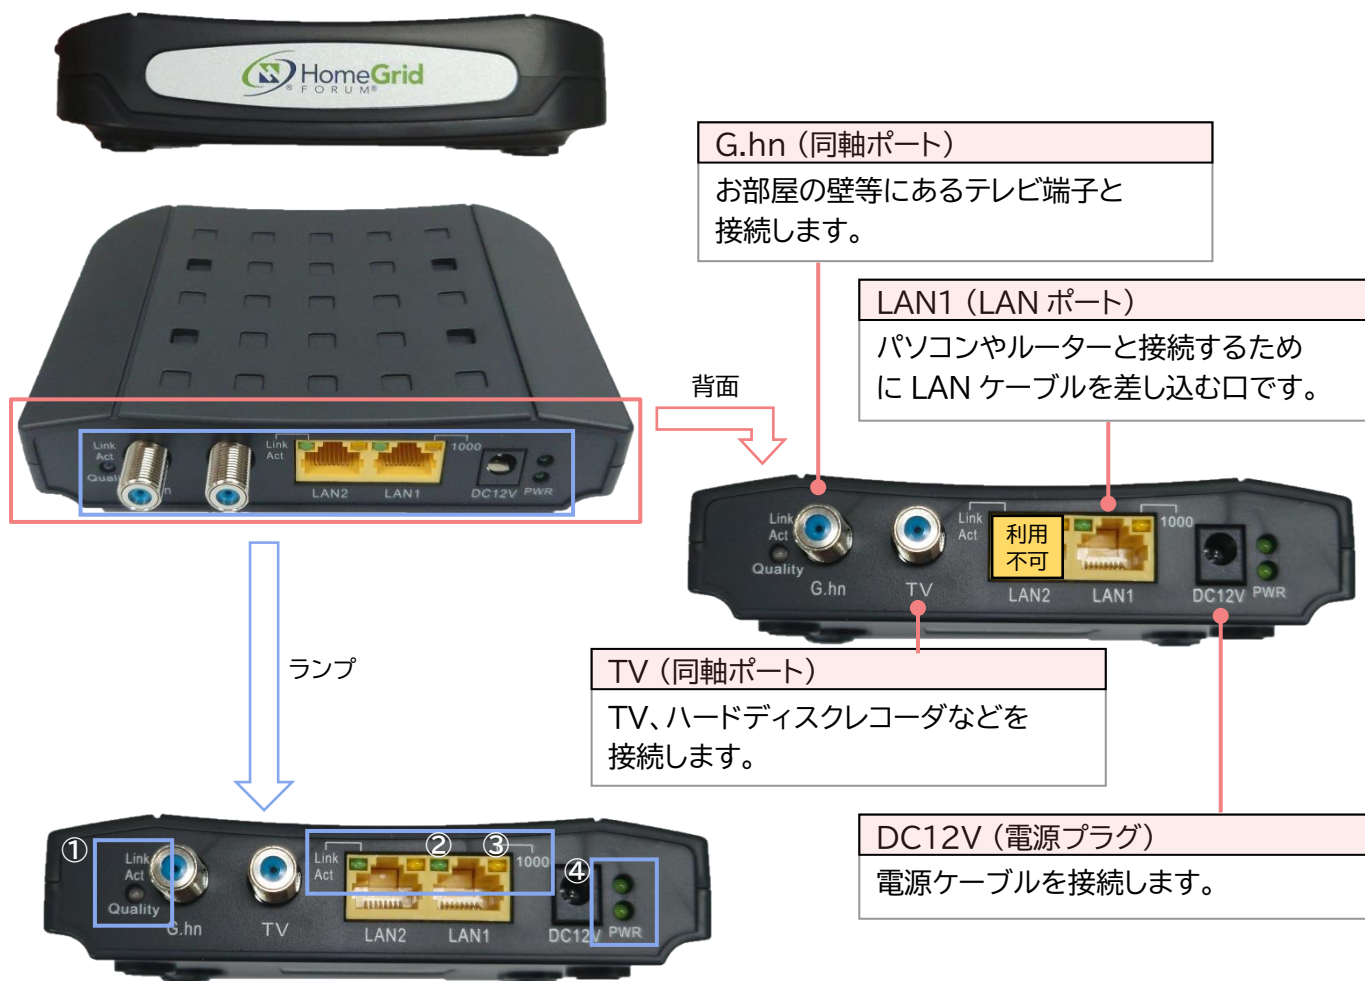 HomeGrid
FORUM®
G.hn（同軸ポート）
お部屋の壁等にあるテレビ端子と
接続します。
LAN1（LAN ポート）
パソコンやルーターと接続するため
に LAN ケーブルを差し込む口です。
背面
Link
Act
Link
Act
1000
LAN2
LAN1
DC12V
PWR
Link
Act
Quality
G.hn
TV
Link
Act
利用
不可
1000
LAN2
LAN1
DC12V
PWR
ランプ
TV（同軸ポート）
TV、ハードディスクレコーダなどを
接続します。
DC12V（電源プラグ）
電源ケーブルを接続します。
①
Link
Act
Quality
G.hn
TV
Link
Act
②
③
1000
④
LAN2
LAN1
DC12V
PWR